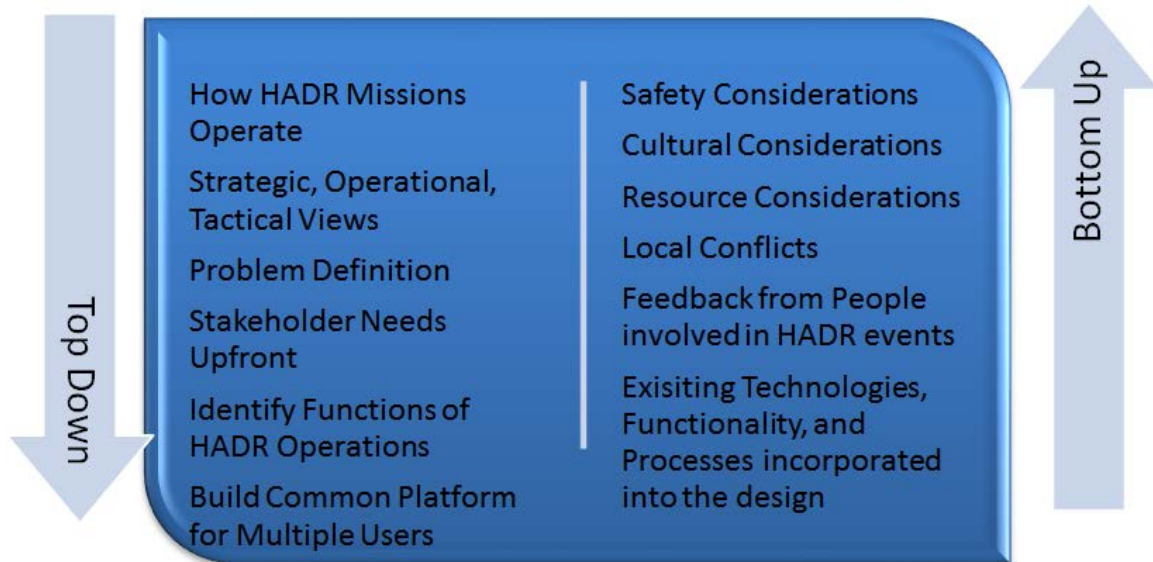 Top Down
How HADR Missions
Operate
Strategic, Operational,
Tactical Views
Problem Definition
Stakeholder Needs
Upfront
Identify Functions of
HADR Operations
Build Common Platform
for Multiple Users
Safety Considerations
Cultural Considerations
Resource Considerations
Local Conflicts
Feedback from People
involved in HADR events
Exisiting Technologies,
Functionality, and
Processes incorporated
into the design
Bottom Up